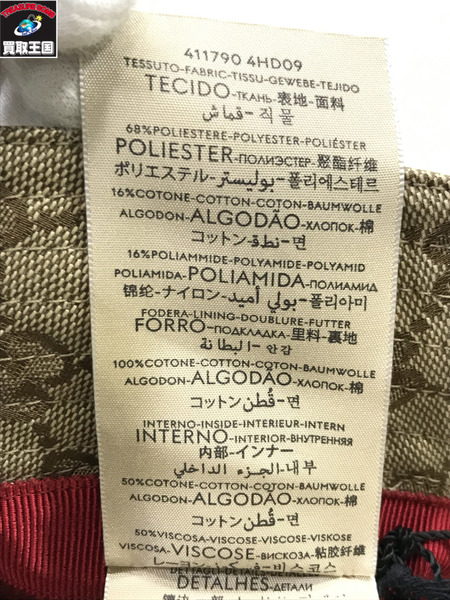 TREASURE KINGDOM
買取王国
411790 4HD09
TESSUTO-FABRIC-TISSU-GEWEBE-TEJIDO
TECIDO-ТКАНЬ-表地-面料
قماش-직물
68%POLIESTERE-POLYESTER-POLIÉSTER
POLIESTER-ПОЛИЭСТЕР-聚酯纤维
ポリエステル-بوليستر-폴리에스테르
16%COTONE-COTTON-COTON-BAUMWOLLE
ALGODON-ALGODÃO-ХЛОПОК-棉
コットン-قطن-면
16%POLIAMMIDE-POLYAMIDE-POLYAMID
POLIAMIDA-POLIAMIDA-ПОЛИАМИД
锦纶-ナイロン-بولي أميد-폴리아미
FODERA-LINING-DOUBLURE-FUTTER
FORRO-ПОДКЛАДКА-里料-裏地
البطانة-안감
100%COTONE-COTTON-COTON-BAUMWOLLE
ALGODON-ALGODÃO-ХЛОПОК-棉
コットン-قُطن-면
INTERNO-INSIDE-INTERIEUR-INTERN
INTERNO-INTERIOR-ВНУТРЕННЯЯ
内部-インナー
الجزء الداخلي-내부
50%COTONE-COTTON-COTON-BAUMWOLLE
ALGODON-ALGODÃO-ХЛОПОК-棉
コットン-قُطن-면
50%VISCOSA-VISCOSE-VISCOSE-VISKOSE
VISCOSA-VISCOSE-ВИСКОЗА-粘胶纤维
DETALHES-ДЕТАЛИ